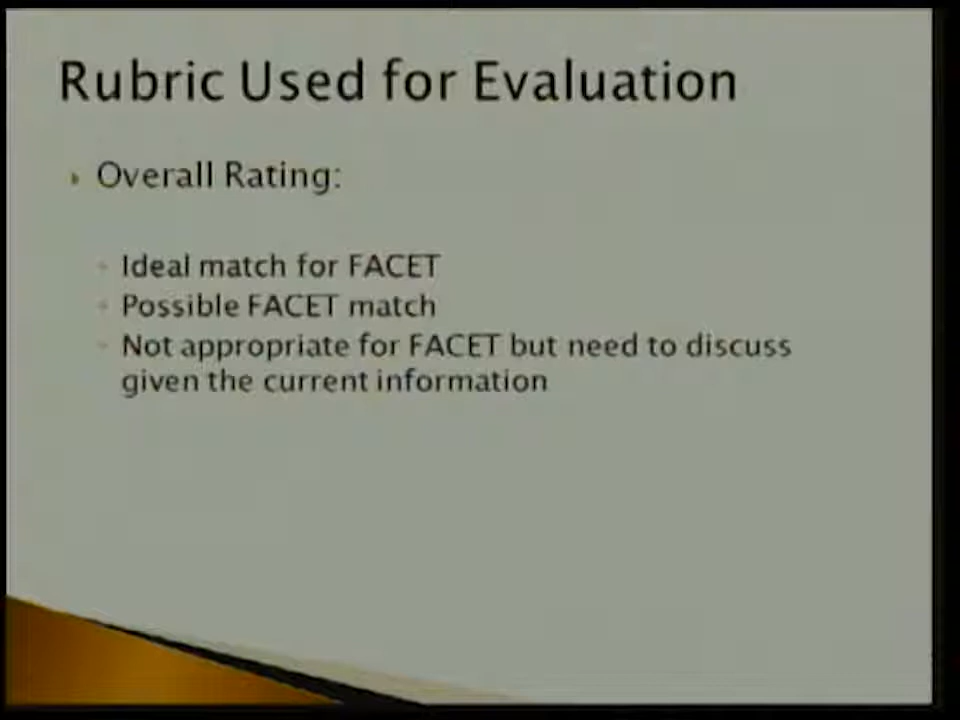 Rubric Used for Evaluation
Overall Rating:
Ideal match for FACET
Possible FACET match
Not appropriate for FACET but need to discuss
given the current information